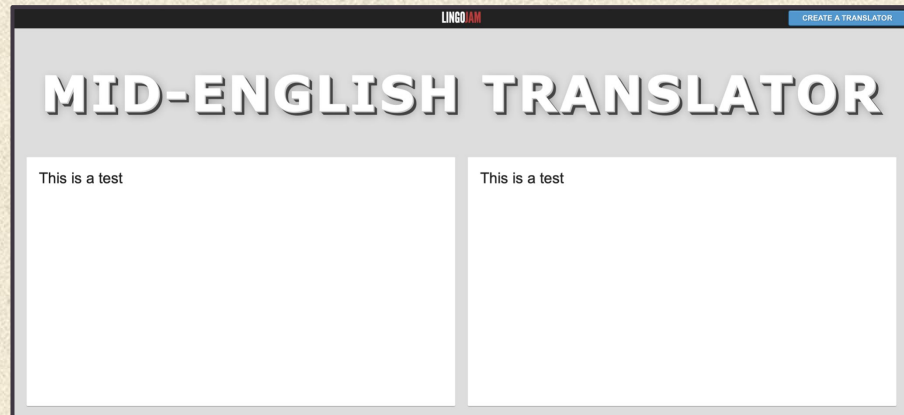 LINGOJAM
CREATE A TRANSLATOR
MID-ENGLISH TRANSLATOR
This is a test
This is a test